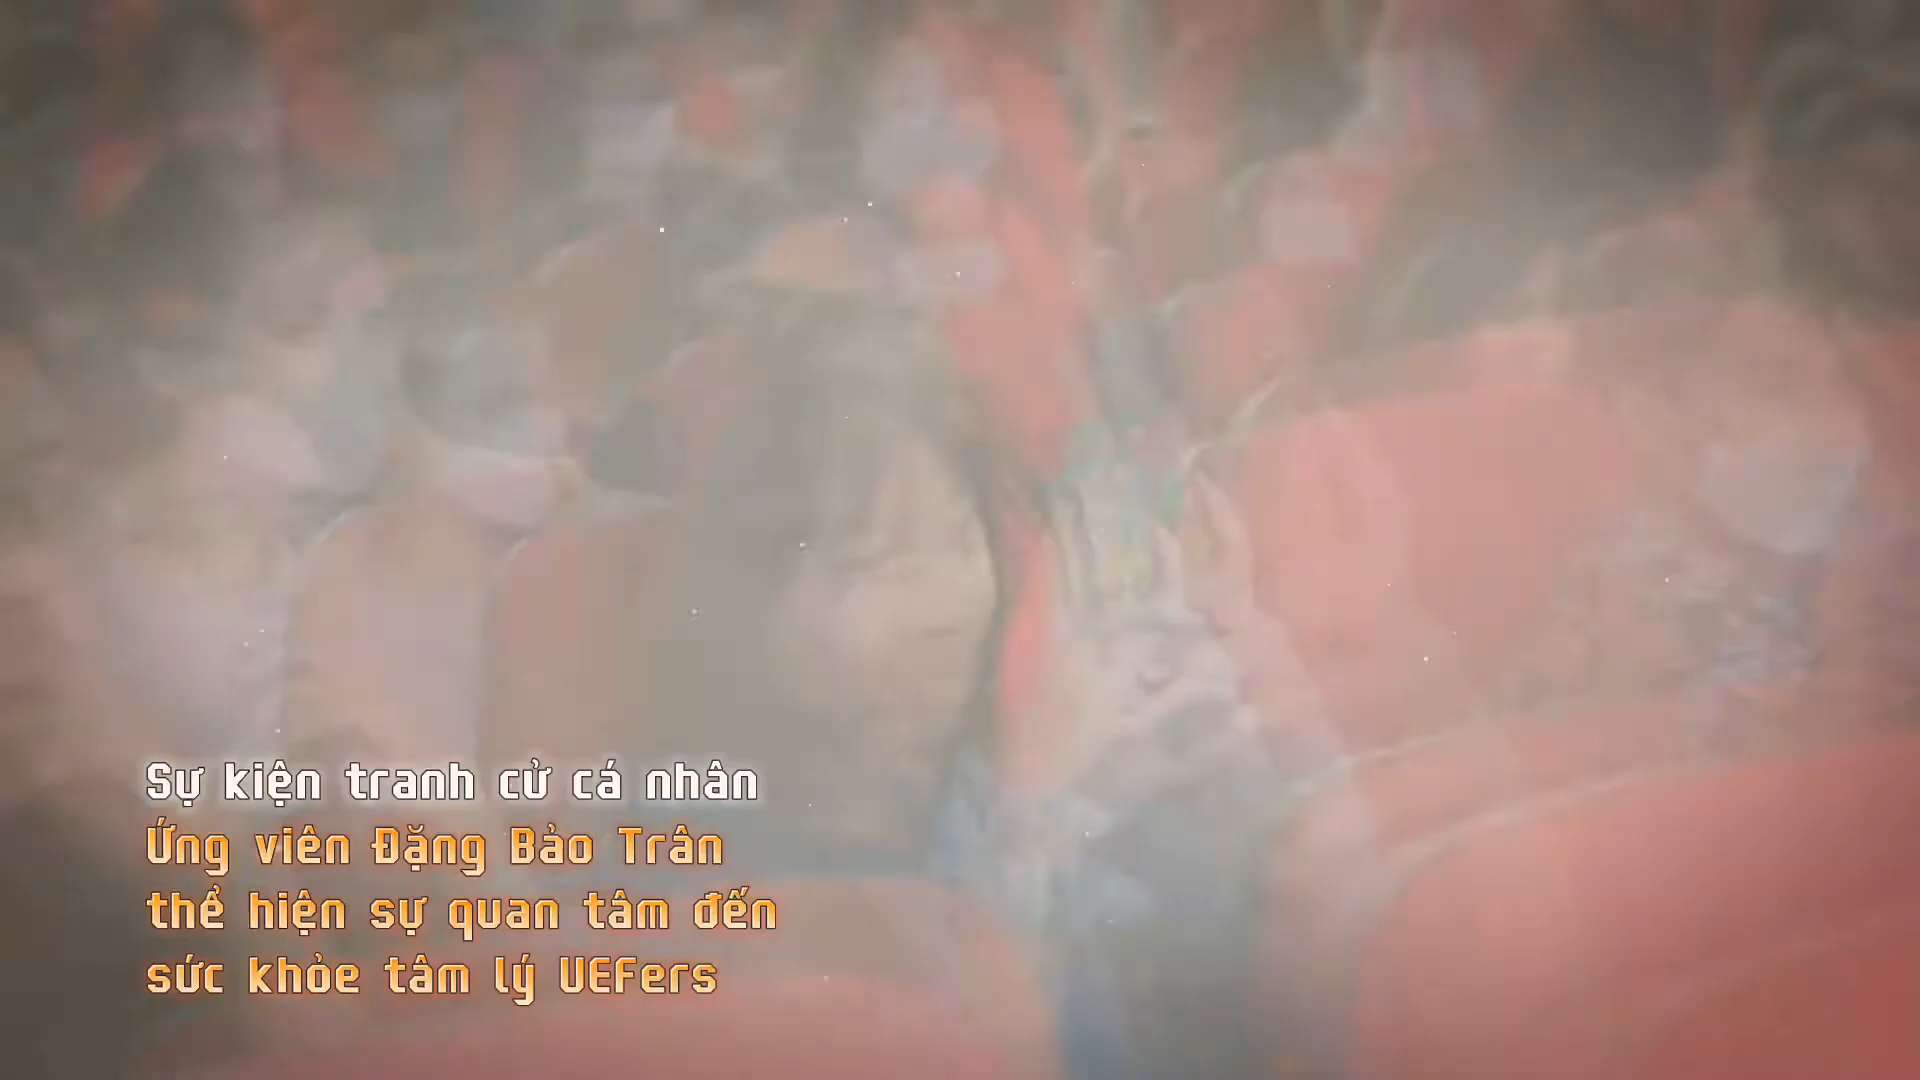 Sự kiện tranh cử cá nhân
Ứng viên Đặng Bảo Trân
thể hiện sự quan tâm đến
sức khỏe tâm lý UEFers